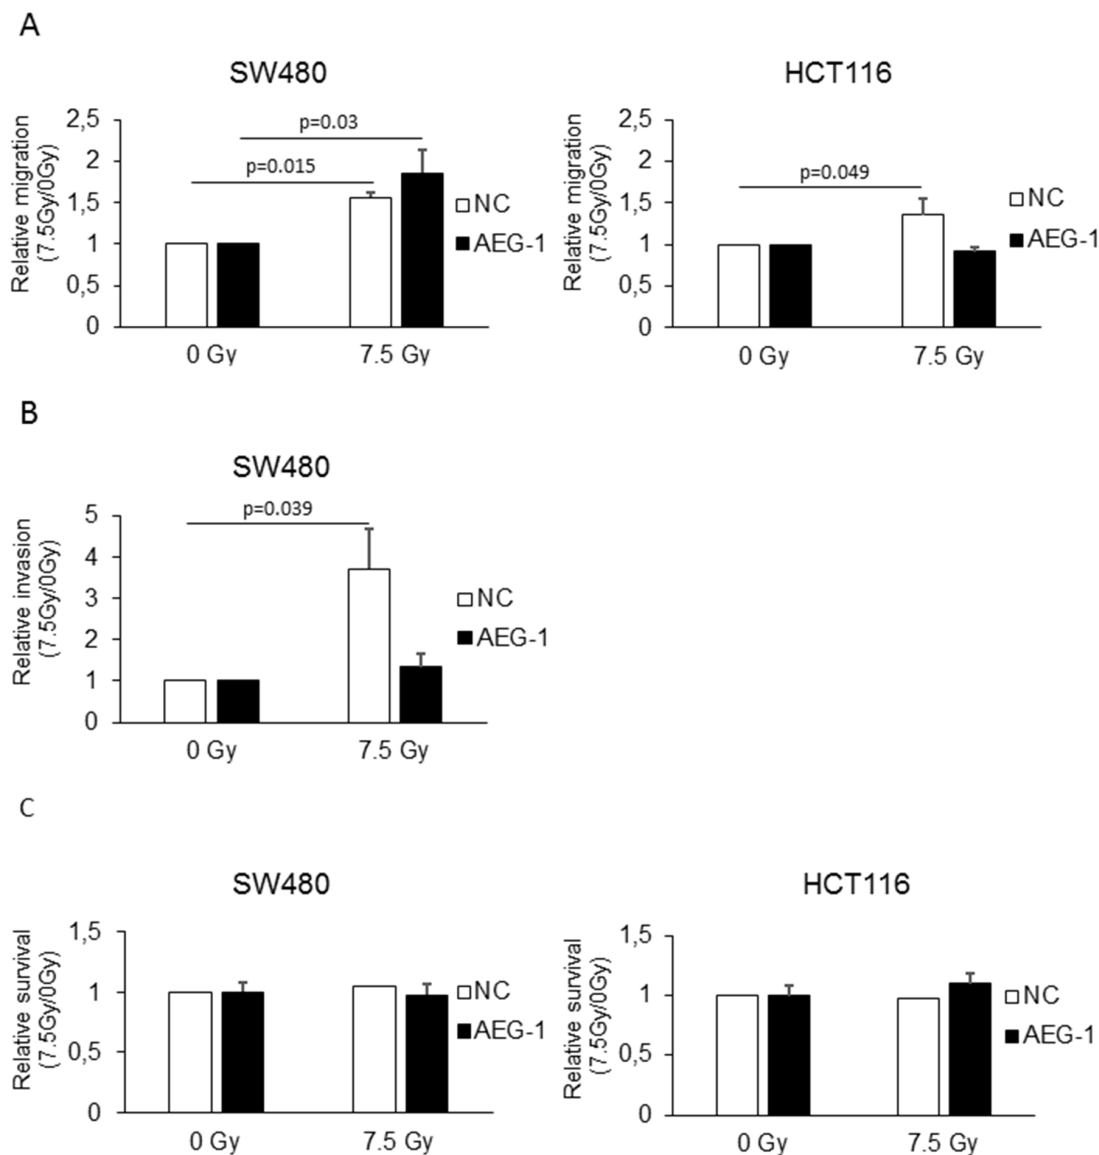 A
SW480
Relative migration
(7.5Gy/0Gy)
2,5
2
1,5
1
0,5
0
p=0.03
p=0.015
NC
AEG-1
0 Gy
7.5 Gy
HCT116
Relative migration
(7.5Gy/0Gy)
2,5
2
1,5
1
0,5
0
p=0.049
NC
AEG-1
0 Gy
7.5 Gy
B
SW480
Relative invasion
(7.5Gy/0Gy)
5
4
3
2
1
0
p=0.039
NC
AEG-1
0 Gy
7.5 Gy
C
SW480
Relative survival
(7.5Gy/0Gy)
1,5
1
0,5
0
NC
AEG-1
0 Gy
7.5 Gy
HCT116
Relative survival
(7.5Gy/0Gy)
1,5
1
0,5
0
NC
AEG-1
0 Gy
7.5 Gy